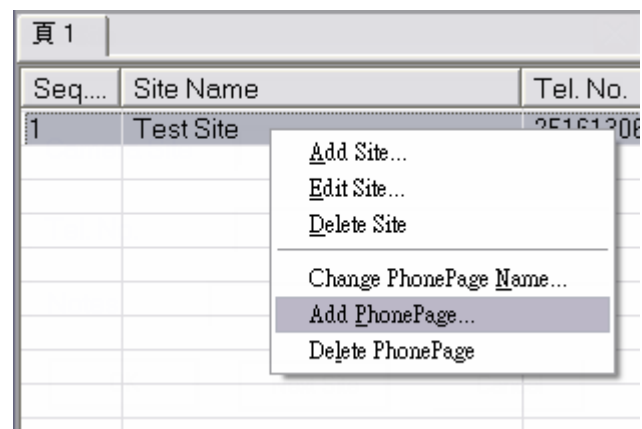 頁 1
Seq.... Site Name Tel. No.
1 Test Site
Add Site...
Edit Site...
Delete Site
Change PhonePage Name...
Add PhonePage...
Delete PhonePage